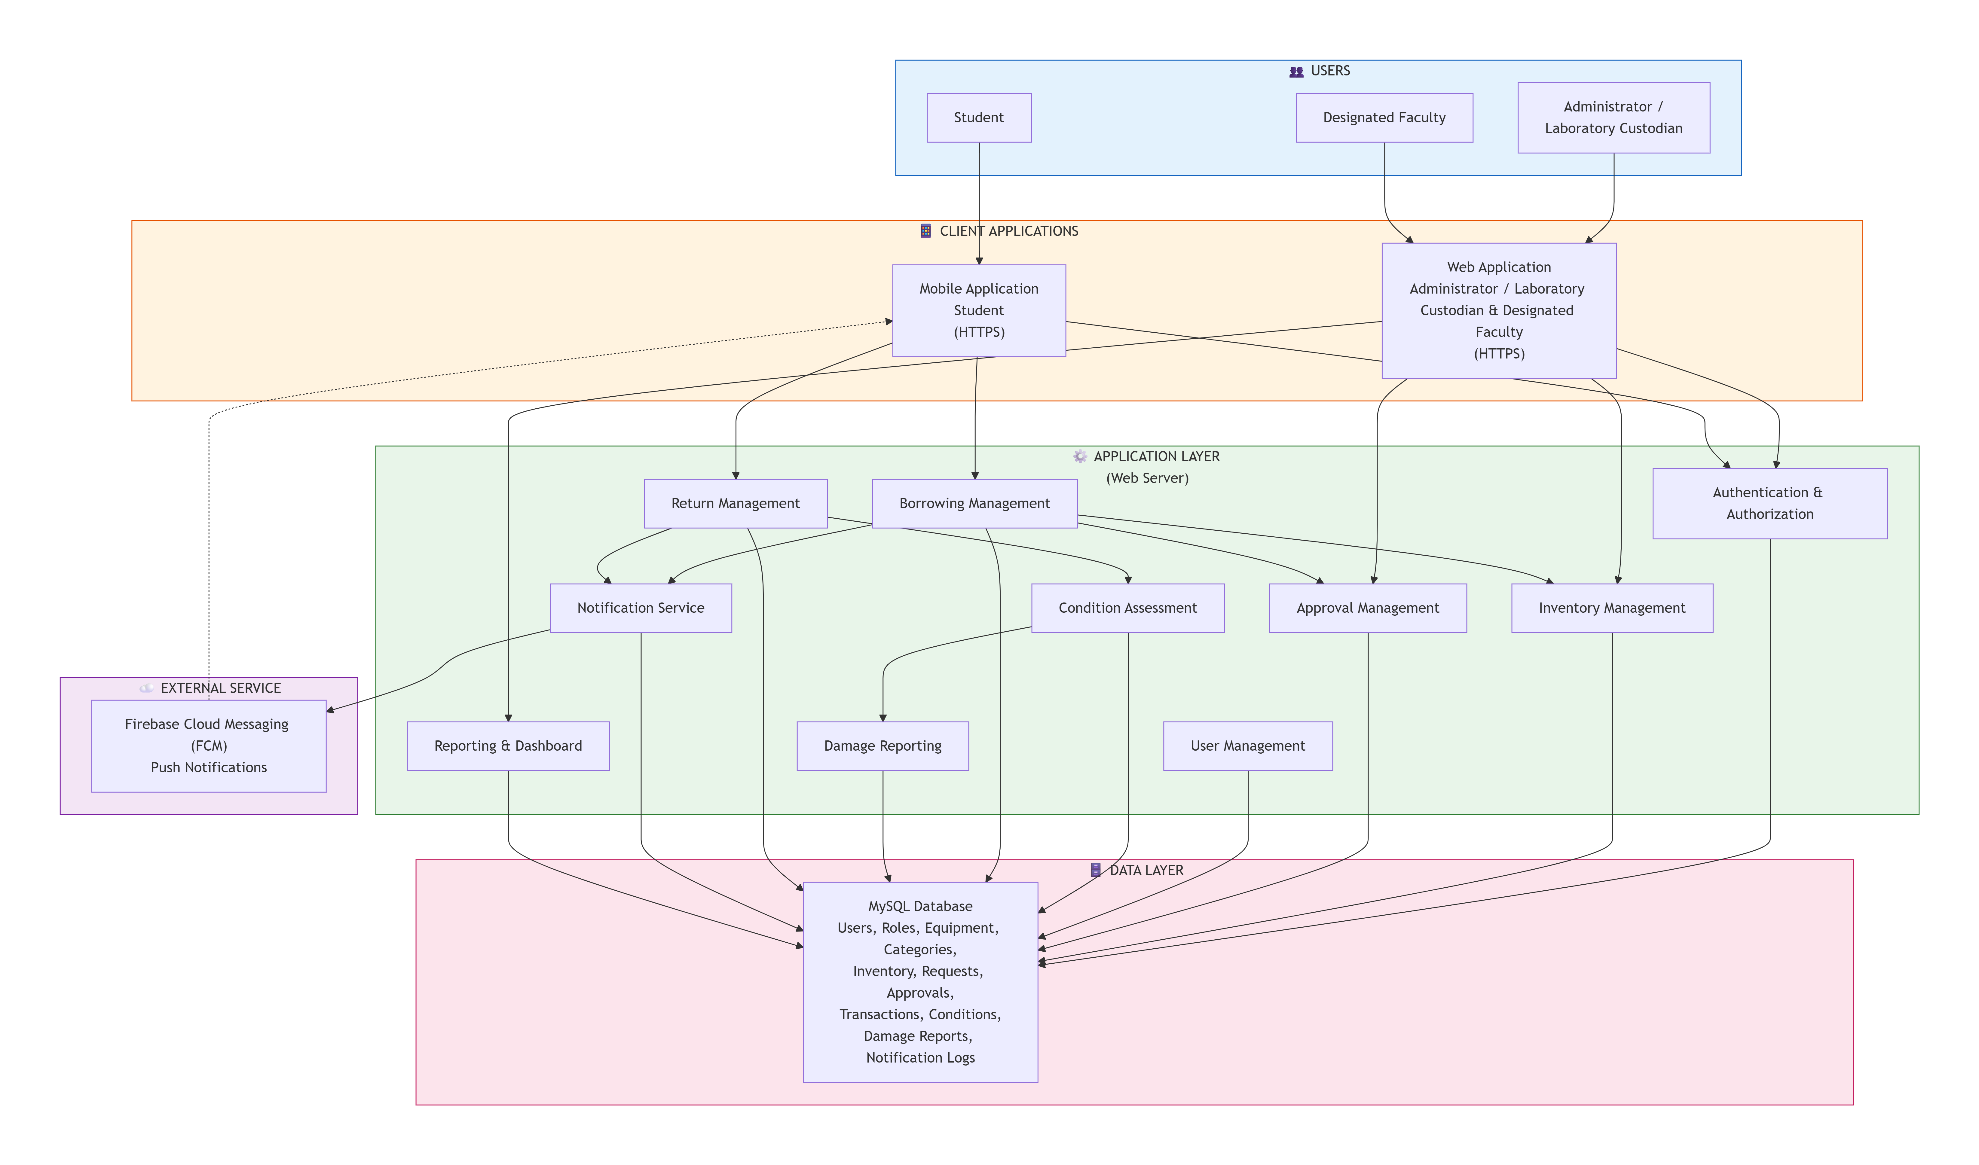 USERS
Student
Designated Faculty
Administrator /
Laboratory Custodian
CLIENT APPLICATIONS
Mobile Application
Student
(HTTPS)
Web Application
Administrator / Laboratory
Custodian & Designated
Faculty
(HTTPS)
APPLICATION LAYER
(Web Server)
Return Management
Borrowing Management
Authentication &
Authorization
Notification Service
Condition Assessment
Approval Management
Inventory Management
EXTERNAL SERVICE
Firebase Cloud Messaging
(FCM)
Push Notifications
Reporting & Dashboard
Damage Reporting
User Management
DATA LAYER
MySQL Database
Users, Roles, Equipment,
Categories,
Inventory, Requests,
Approvals,
Transactions, Conditions,
Damage Reports,
Notification Logs